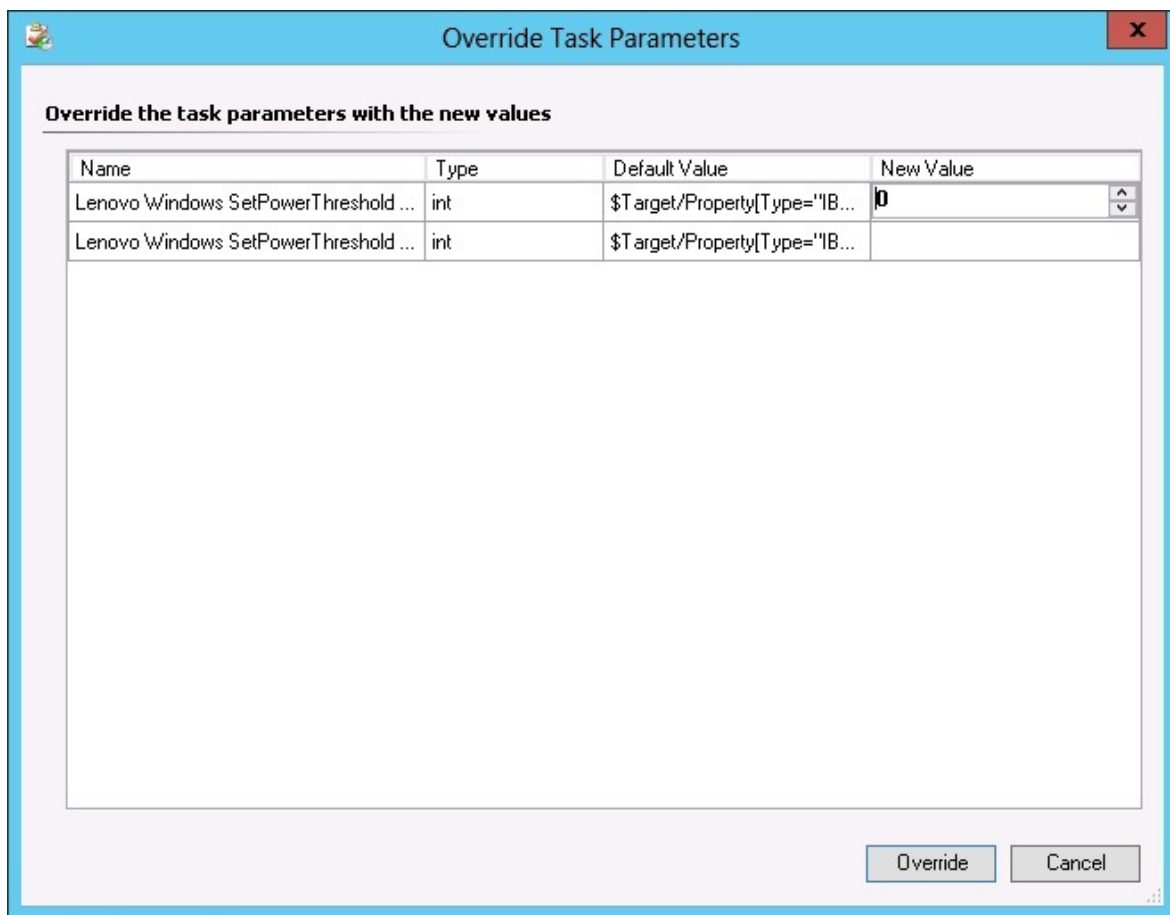 Override Task Parameters
x
Override the task parameters with the new values
Name Type Default Value New Value
Lenovo Windows SetPowerThreshold ... int $Target/Property[Type="IB... 0
Lenovo Windows SetPowerThreshold ... int $Target/Property[Type="IB...
Override Cancel